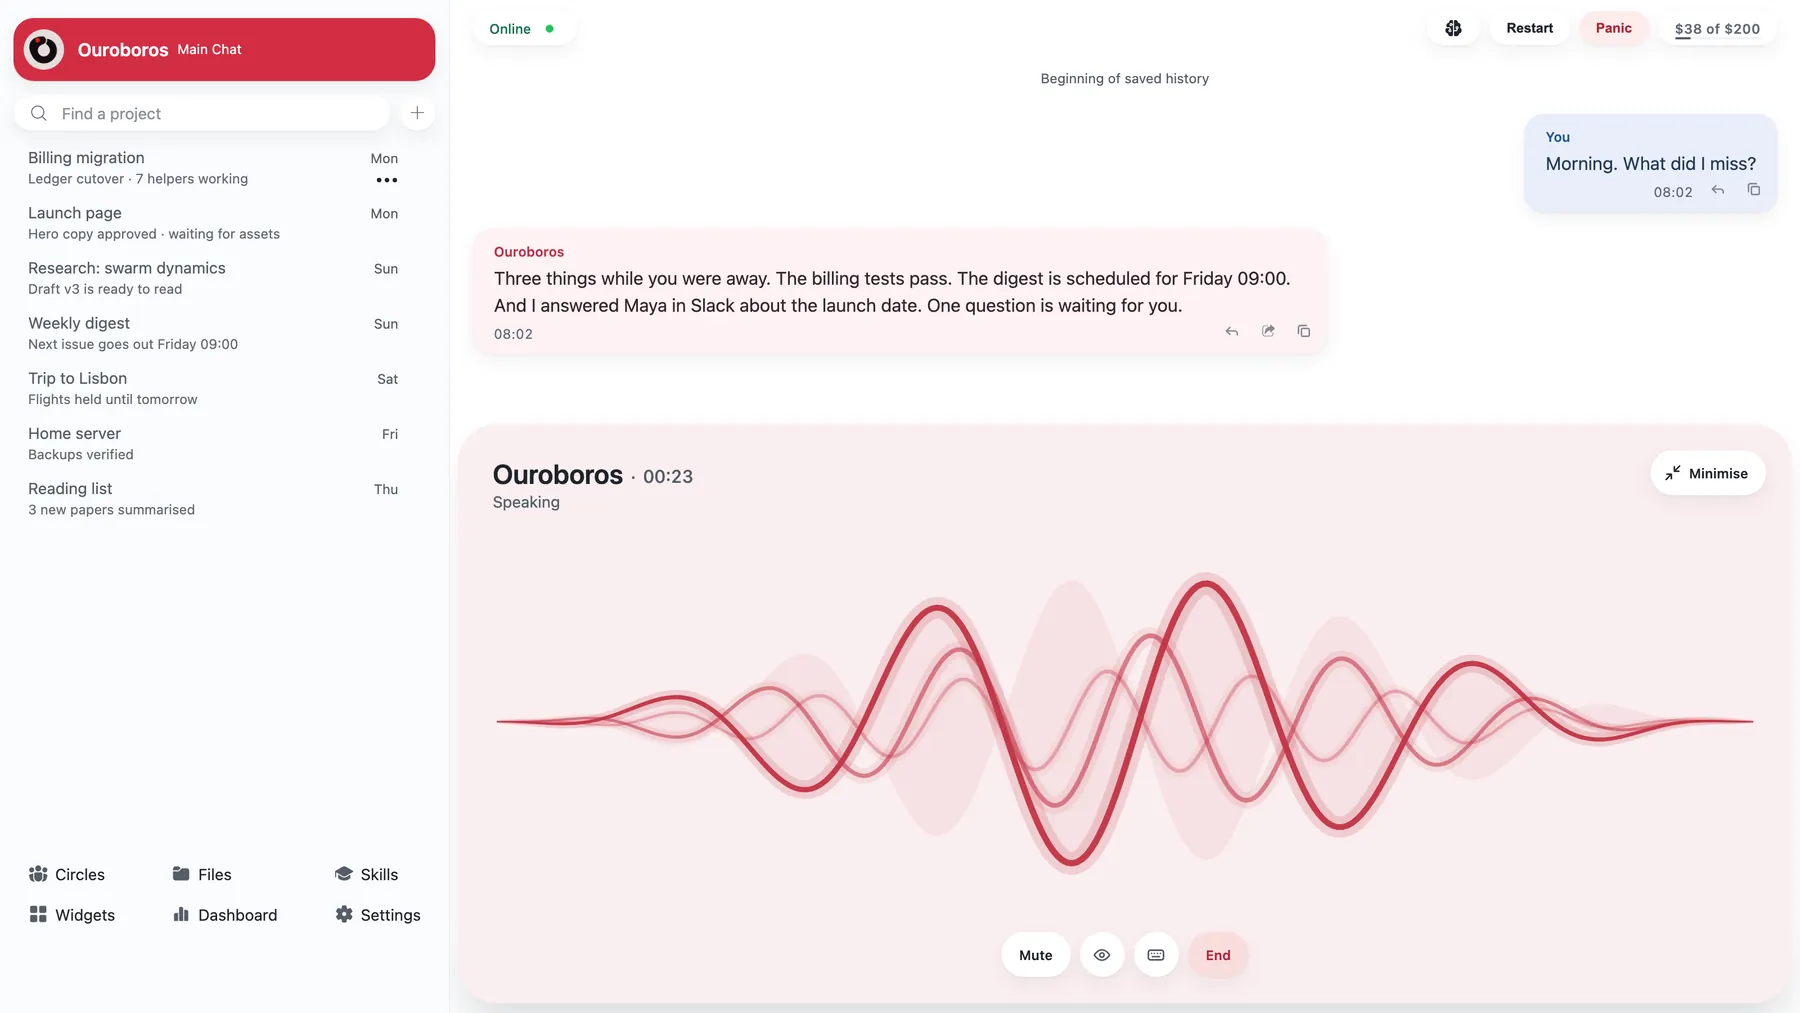 Ouroboros Main Chat
Find a project
Billing migration Mon
Ledger cutover · 7 helpers working
Launch page Mon
Hero copy approved · waiting for assets
Research: swarm dynamics Sun
Draft v3 is ready to read
Weekly digest Sun
Next issue goes out Friday 09:00
Trip to Lisbon Sat
Flights held until tomorrow
Home server Fri
Backups verified
Reading list Thu
3 new papers summarised
Circles Files Skills
Widgets Dashboard Settings
Online Restart Panic $38 of $200
Beginning of saved history
You
Morning. What did I miss?
08:02
Ouroboros
Three things while you were away. The billing tests pass. The digest is scheduled for Friday 09:00.
And I answered Maya in Slack about the launch date. One question is waiting for you.
08:02
Ouroboros · 00:23 Minimise
Speaking
Mute End